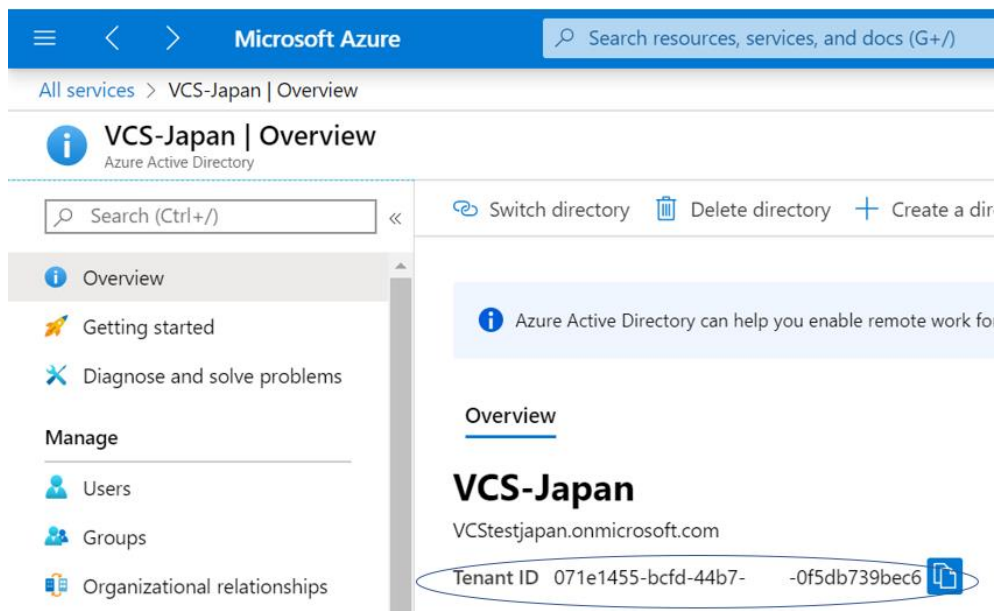 Microsoft Azure
Search resources, services, and docs (G+/)
All services > VCS-Japan | Overview
VCS-Japan | Overview
Azure Active Directory
Search (Ctrl+/)
«
Switch directory
Delete directory
Create a dir
Overview
Getting started
Diagnose and solve problems
Manage
Users
Groups
Organizational relationships
Azure Active Directory can help you enable remote work fo
Overview
VCS-Japan
VCStestjapan.onmicrosoft.com
Tenant ID 071e1455-bcfd-44b7- -0f5db739bec6